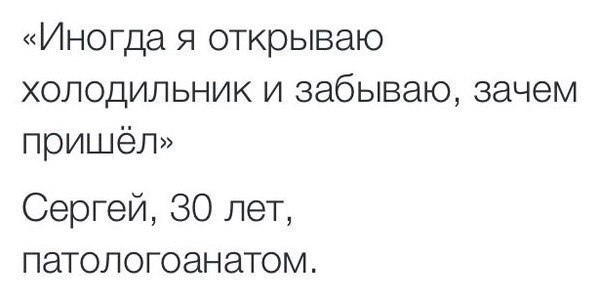 «Иногда я открываю
холодильник и забываю, зачем
пришёл»
Сергей, 30 лет,
патологоанатом.